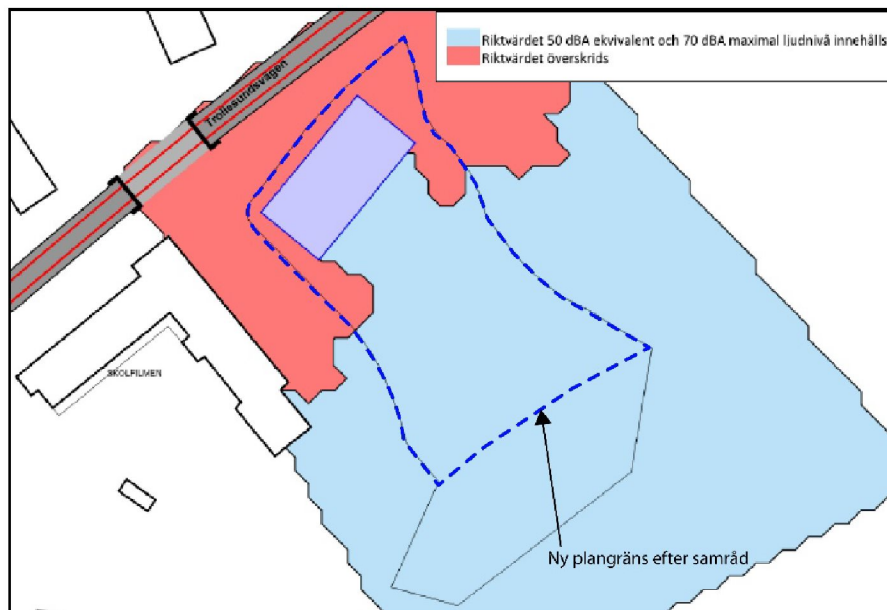 Riktvärdet 50 dBA ekvivalent och 70 dBA maximal ljudnivå innehålls
Riktvärdet överskrids
Trollesundsvägen
SKOLFILMEN
Ny plangräns efter samråd